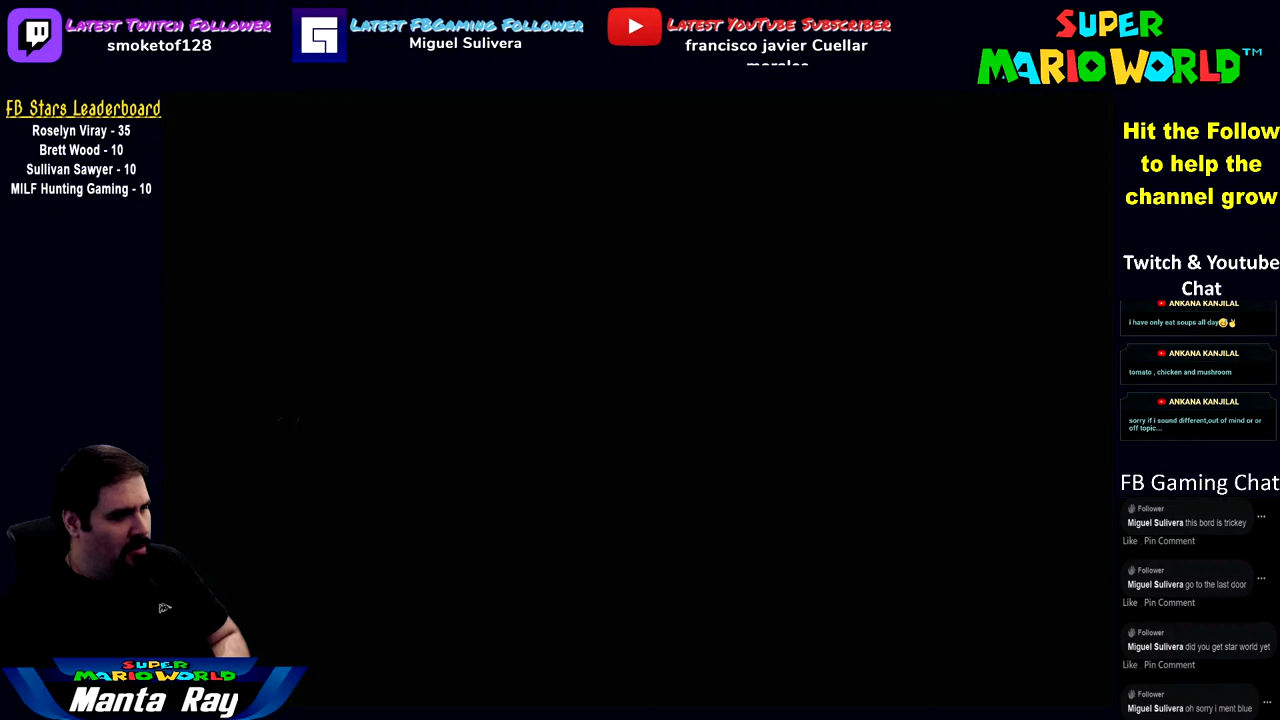 Latest Twitch Follower
smoketof128
Latest FBGaming Follower
Miguel Sulivera
Latest YouTube Subscriber
francisco javier Cuellar
morales
SUPER
MARIO WORLD™
FB Stars Leaderboard
Roselyn Viray - 35
Brett Wood - 10
Sullivan Sawyer - 10
MILF Hunting Gaming - 10
Hit the Follow
to help the
channel grow
Twitch & Youtube
Chat
ANKANA KANJILAL
i have only eat soups all day😊✌
ANKANA KANJILAL
tomato , chicken and mushroom
ANKANA KANJILAL
sorry if i sound different,out of mind or or
off topic...
FB Gaming Chat
Follower
Miguel Sulivera this bord is trickey
Like . Pin Comment
Follower
Miguel Sulivera go to the last door
Like . Pin Comment
Follower
Miguel Sulivera did you get star world yet
Like . Pin Comment
Follower
Miguel Sulivera oh sorry i ment blue
SUPER
MARIO WORLD
Manta Ray